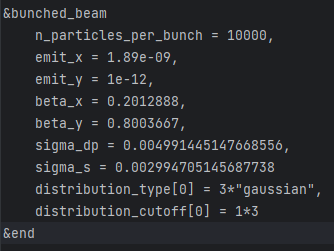 &bunched_beam
n_particles_per_bunch = 10000,
emit_x = 1.89e-09,
emit_y = 1e-12,
beta_x = 0.2012888,
beta_y = 0.8003667,
sigma_dp = 0.004991445147668556,
sigma_s = 0.002994705145687738
distribution_type[0] = 3*"gaussian",
distribution_cutoff[0] = 1*3
&end